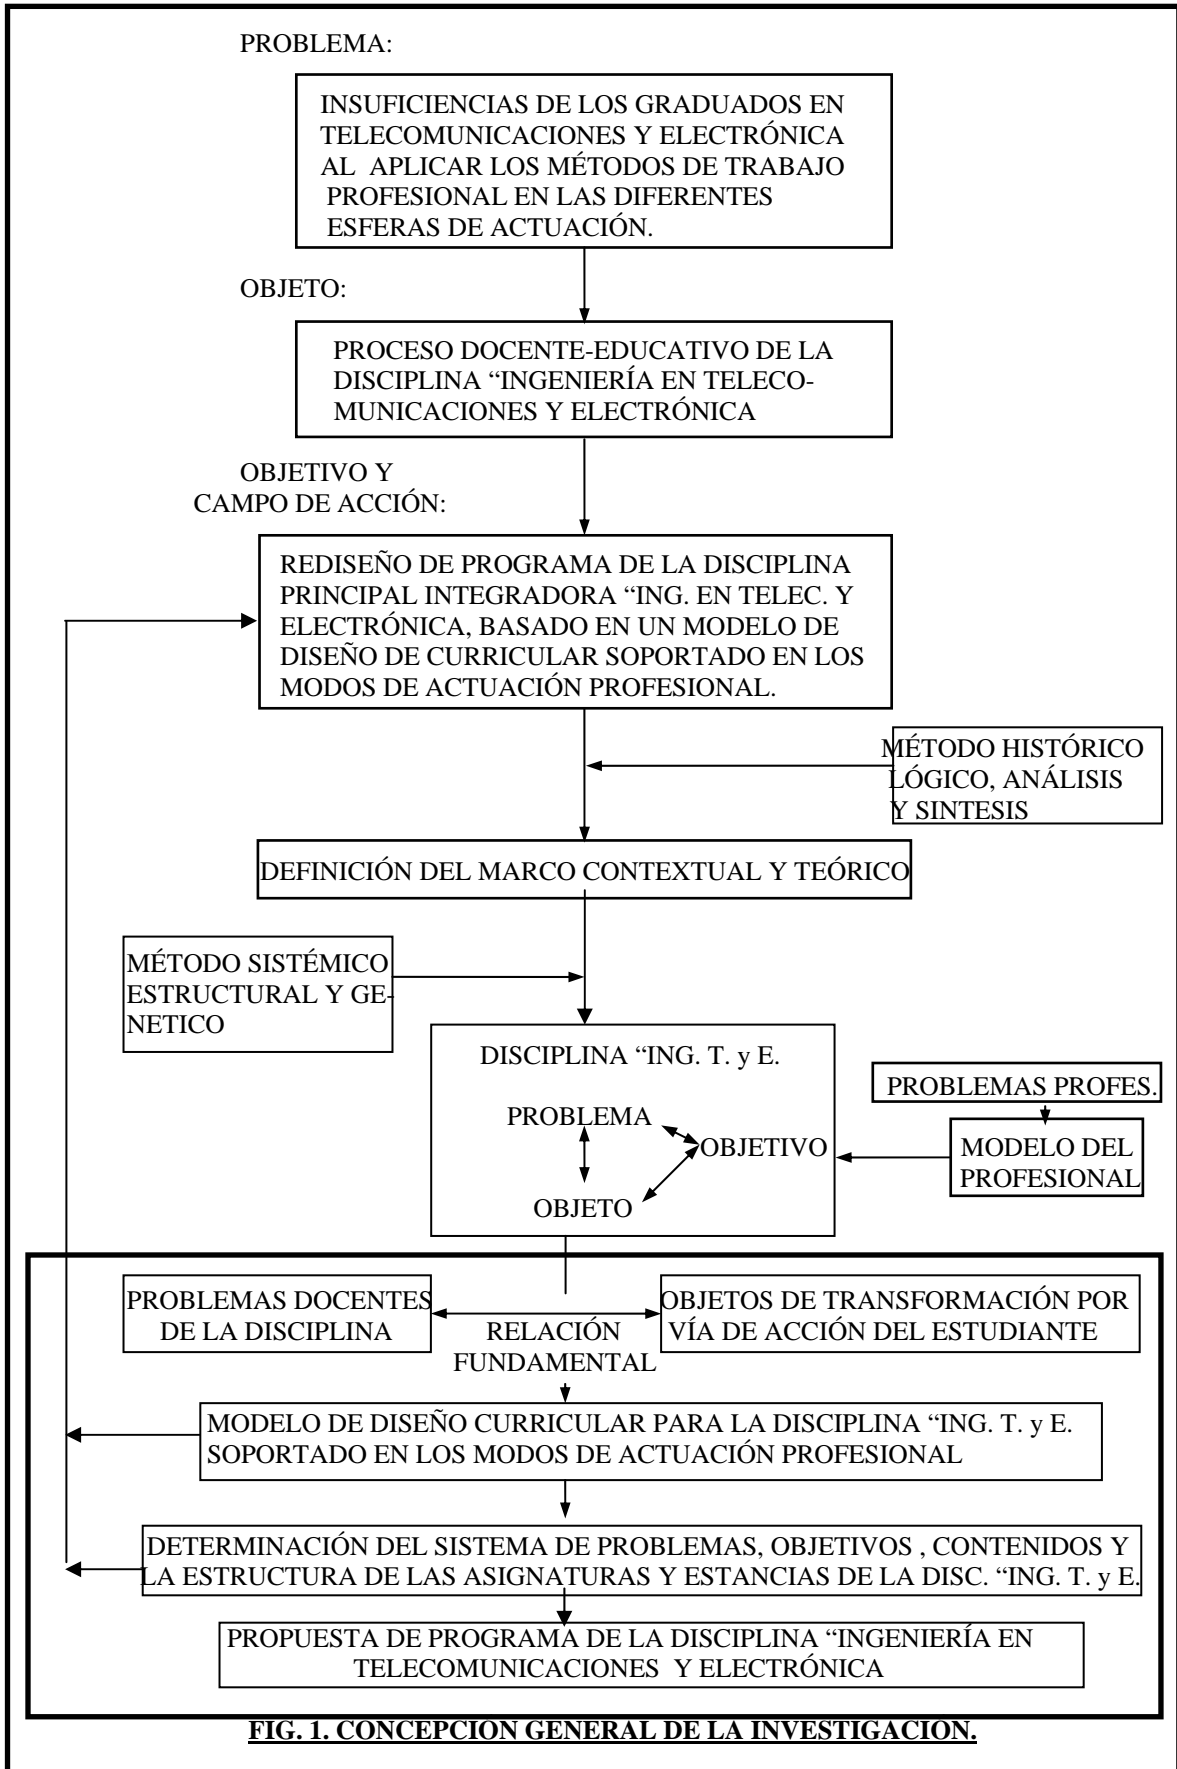 PROBLEMA:
INSUFICIENCIAS DE LOS GRADUADOS EN
TELECOMUNICACIONES Y ELECTRÓNICA
AL APLICAR LOS MÉTODOS DE TRABAJO
PROFESIONAL EN LAS DIFERENTES
ESFERAS DE ACTUACIÓN.
OBJETO:
PROCESO DOCENTE-EDUCATIVO DE LA
DISCIPLINA “INGENIERÍA EN TELECO-
MUNICACIONES Y ELECTRÓNICA
OBJETIVO Y
CAMPO DE ACCIÓN:
REDISEÑO DE PROGRAMA DE LA DISCIPLINA
PRINCIPAL INTEGRADORA “ING. EN TELEC. Y
ELECTRÓNICA, BASADO EN UN MODELO DE
DISEÑO DE CURRICULAR SOPORTADO EN LOS
MODOS DE ACTUACIÓN PROFESIONAL.
MÉTODO HISTÓRICO
LÓGICO, ANÁLISIS
Y SINTESIS
DEFINICIÓN DEL MARCO CONTEXTUAL Y TEÓRICO
MÉTODO SISTÉMICO
ESTRUCTURAL Y GE-
NETICO
DISCIPLINA “ING. T. y E.
PROBLEMA
OBJETIVO
OBJETO
PROBLEMAS PROFES.
MODELO DEL
PROFESIONAL
PROBLEMAS DOCENTES
DE LA DISCIPLINA
RELACIÓN
FUNDAMENTAL
OBJETOS DE TRANSFORMACIÓN POR
VÍA DE ACCIÓN DEL ESTUDIANTE
MODELO DE DISEÑO CURRICULAR PARA LA DISCIPLINA “ING. T. y E.
SOPORTADO EN LOS MODOS DE ACTUACIÓN PROFESIONAL
DETERMINACIÓN DEL SISTEMA DE PROBLEMAS, OBJETIVOS , CONTENIDOS Y
LA ESTRUCTURA DE LAS ASIGNATURAS Y ESTANCIAS DE LA DISC. “ING. T. y E.
PROPUESTA DE PROGRAMA DE LA DISCIPLINA “INGENIERÍA EN
TELECOMUNICACIONES Y ELECTRÓNICA
FIG. 1. CONCEPCION GENERAL DE LA INVESTIGACION.